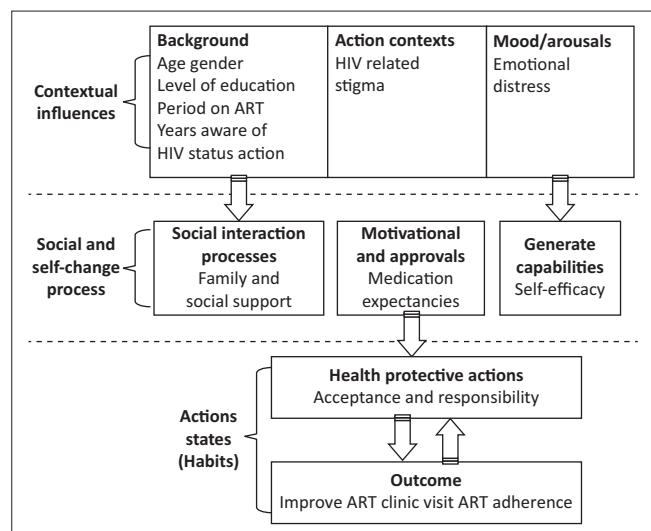 Contextual
influences
Background
Age gender
Level of education
Period on ART
Years aware of
HIV status action
Action contexts
HIV related
stigma
Mood/arousals
Emotional
distress
Social and
self-change
process
Social interaction
processes
Family and
social support
Motivational
and approvals
Medication
expectancies
Generate
capabilities
Self-efficacy
Actions
states
(Habits)
Health protective actions
Acceptance and responsibility
Outcome
Improve ART clinic visit ART adherence